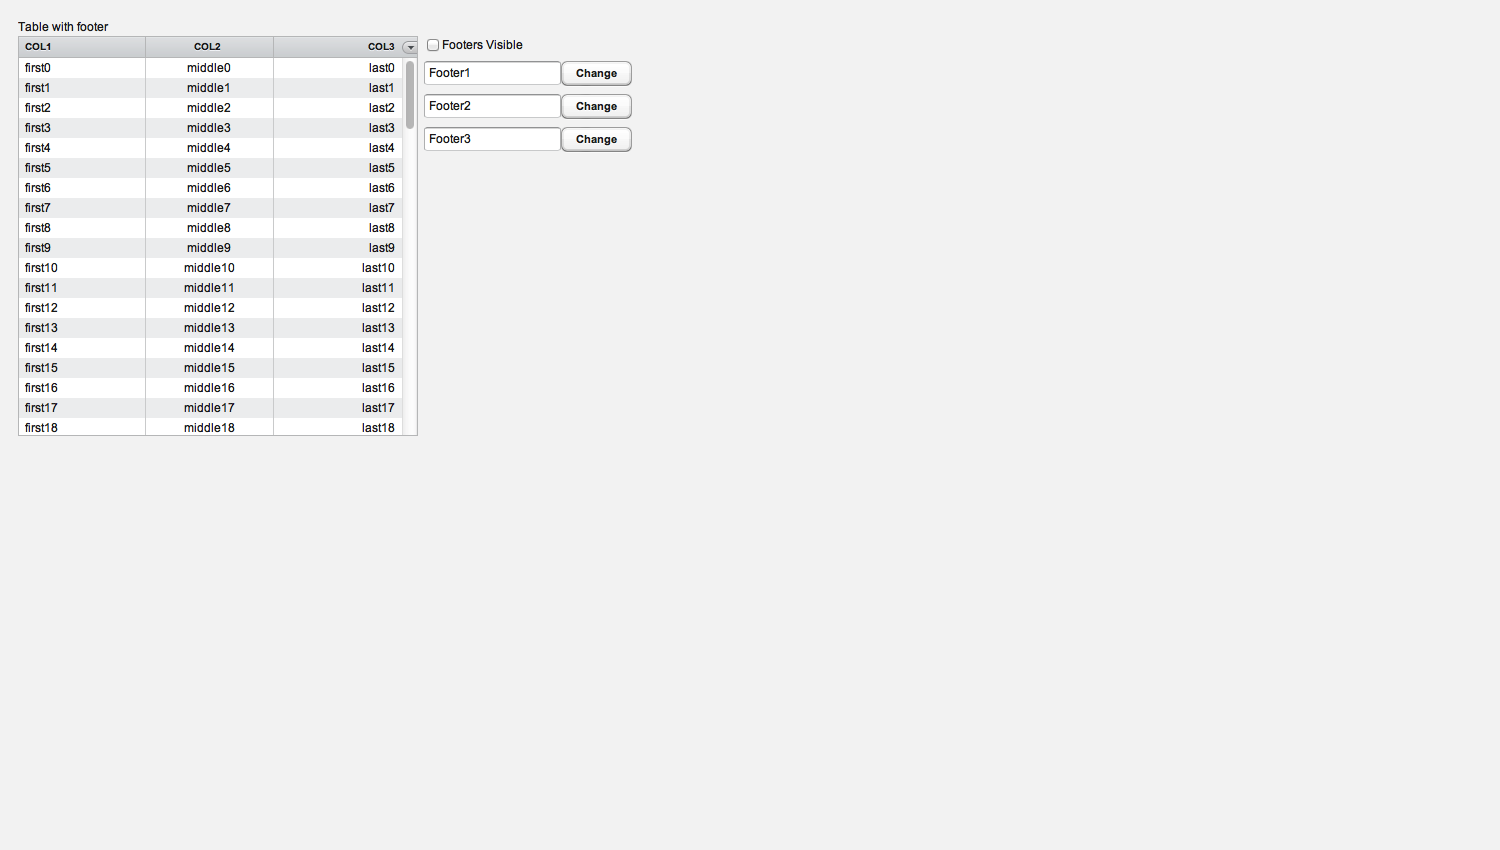 Table with footer
COL1 COL2 COL3
Footers Visible
first0 middle0 last0
Footer1 Change
first1 middle1 last1
first2 middle2 last2
Footer2 Change
first3 middle3 last3
Footer3 Change
first4 middle4 last4
first5 middle5 last5
first6 middle6 last6
first7 middle7 last7
first8 middle8 last8
first9 middle9 last9
first10 middle10 last10
first11 middle11 last11
first12 middle12 last12
first13 middle13 last13
first14 middle14 last14
first15 middle15 last15
first16 middle16 last16
first17 middle17 last17
first18 middle18 last18